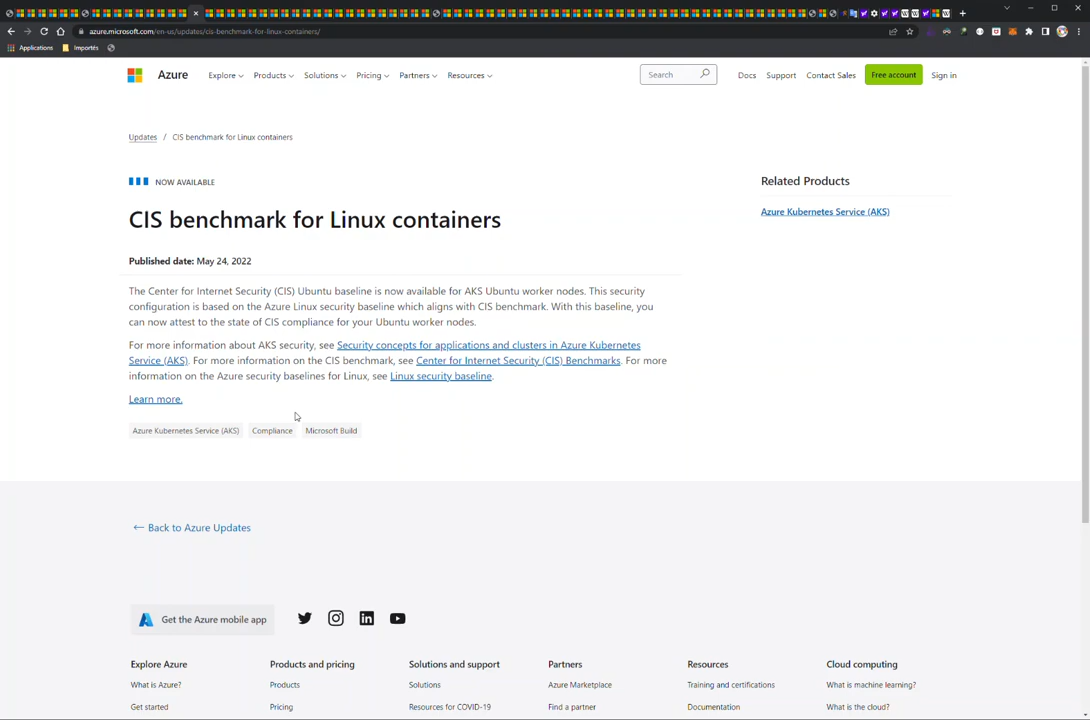 azure.microsoft.com/en-us/updates/cis-benchmark-for-linux-containers/
Applications Importés
Azure Explore Products Solutions Pricing Partners Resources Search Docs Support Contact Sales Free account Sign in
Updates / CIS benchmark for Linux containers
NOW AVAILABLE
Related Products
CIS benchmark for Linux containers
Azure Kubernetes Service (AKS)
Published date: May 24, 2022
The Center for Internet Security (CIS) Ubuntu baseline is now available for AKS Ubuntu worker nodes. This security
configuration is based on the Azure Linux security baseline which aligns with CIS benchmark. With this baseline, you
can now attest to the state of CIS compliance for your Ubuntu worker nodes.
For more information about AKS security, see Security concepts for applications and clusters in Azure Kubernetes
Service (AKS). For more information on the CIS benchmark, see Center for Internet Security (CIS) Benchmarks. For more
information on the Azure security baselines for Linux, see Linux security baseline.
Learn more.
Azure Kubernetes Service (AKS) Compliance Microsoft Build
← Back to Azure Updates
Get the Azure mobile app
Explore Azure Products and pricing Solutions and support Partners Resources Cloud computing
What is Azure? Products Solutions Azure Marketplace Training and certifications What is machine learning?
Get started Pricing Resources for COVID-19 Find a partner Documentation What is the cloud?